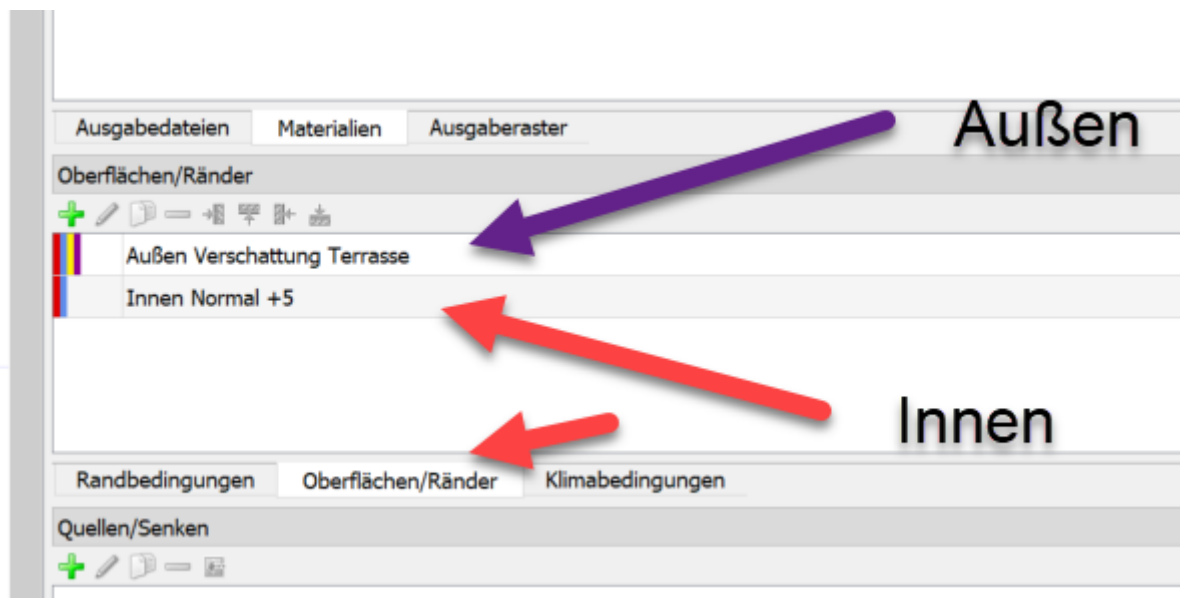 Ausgabedateien Materialien Ausgaberaster
Außen
Oberflächen/Ränder
Außen Verschattung Terrasse
Innen Normal +5
Innen
Randbedingungen Oberflächen/Ränder Klimabedingungen
Quellen/Senken